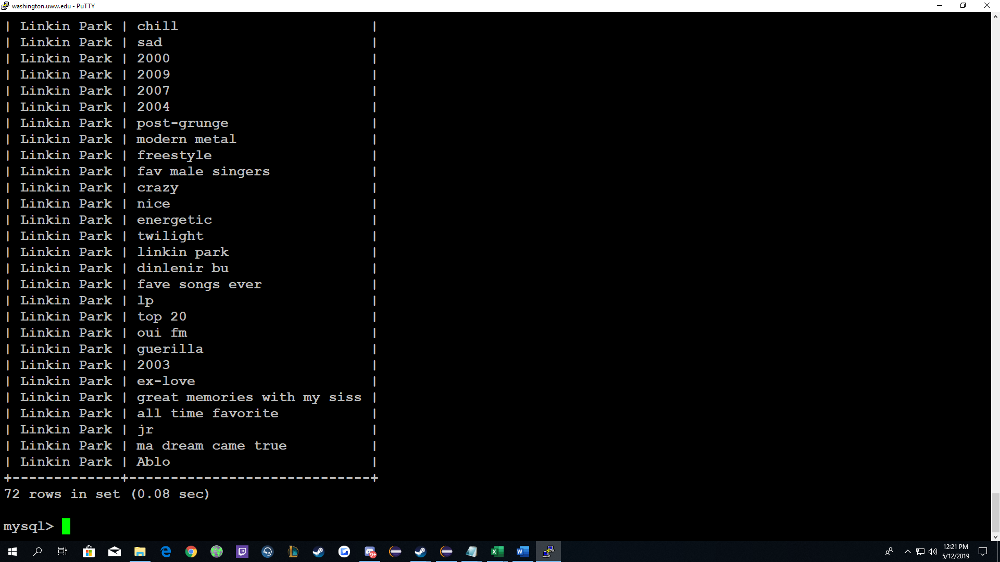 washington.uww.edu - PuTTY
| Linkin Park | chill                       |
| Linkin Park | sad                         |
| Linkin Park | 2000                        |
| Linkin Park | 2009                        |
| Linkin Park | 2007                        |
| Linkin Park | 2004                        |
| Linkin Park | post-grunge                 |
| Linkin Park | modern metal                |
| Linkin Park | freestyle                   |
| Linkin Park | fav male singers            |
| Linkin Park | crazy                       |
| Linkin Park | nice                        |
| Linkin Park | energetic                   |
| Linkin Park | twilight                    |
| Linkin Park | linkin park                 |
| Linkin Park | dinlenir bu                 |
| Linkin Park | fave songs ever             |
| Linkin Park | lp                          |
| Linkin Park | top 20                      |
| Linkin Park | oui fm                      |
| Linkin Park | guerilla                    |
| Linkin Park | 2003                        |
| Linkin Park | ex-love                     |
| Linkin Park | great memories with my siss |
| Linkin Park | all time favorite           |
| Linkin Park | jr                          |
| Linkin Park | ma dream came true          |
| Linkin Park | Ablo                        |
+-------------+-----------------------------+
72 rows in set (0.08 sec)
mysql>
9+
12:21 PM
5/12/2019